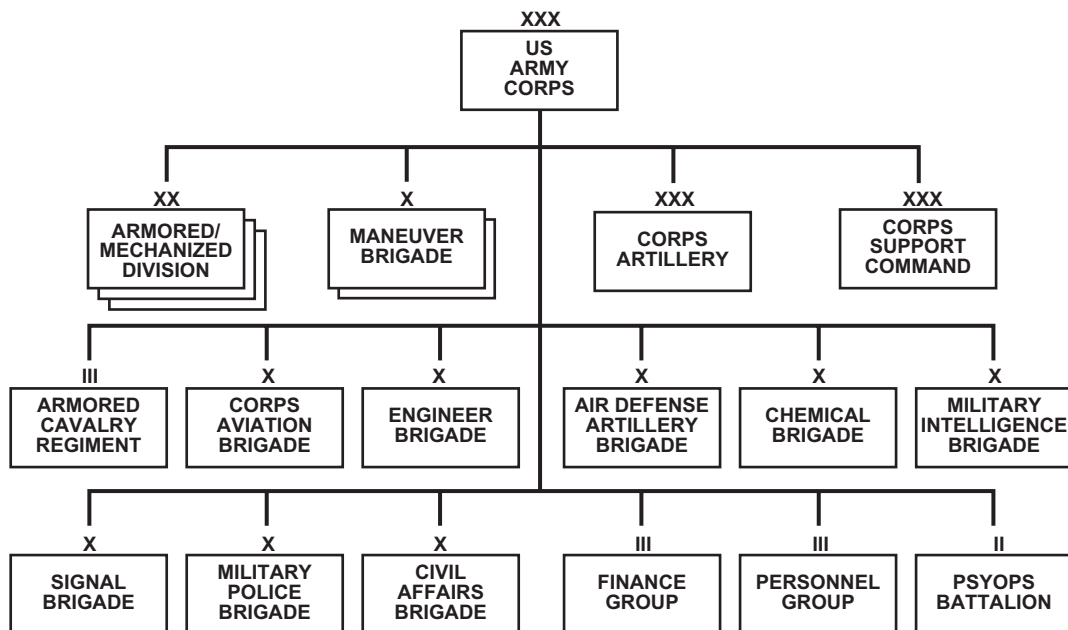 XXX
US
ARMY
CORPS
XX
ARMORED/
MECHANIZED
DIVISION
X
MANEUVER
BRIGADE
XXX
CORPS
ARTILLERY
XXX
CORPS
SUPPORT
COMMAND
III
ARMORED
CAVALRY
REGIMENT
X
CORPS
AVIATION
BRIGADE
X
ENGINEER
BRIGADE
X
AIR DEFENSE
ARTILLERY
BRIGADE
X
CHEMICAL
BRIGADE
X
MILITARY
INTELLIGENCE
BRIGADE
X
SIGNAL
BRIGADE
X
MILITARY
POLICE
BRIGADE
X
CIVIL
AFFAIRS
BRIGADE
III
FINANCE
GROUP
III
PERSONNEL
GROUP
II
PSYOPS
BATTALION